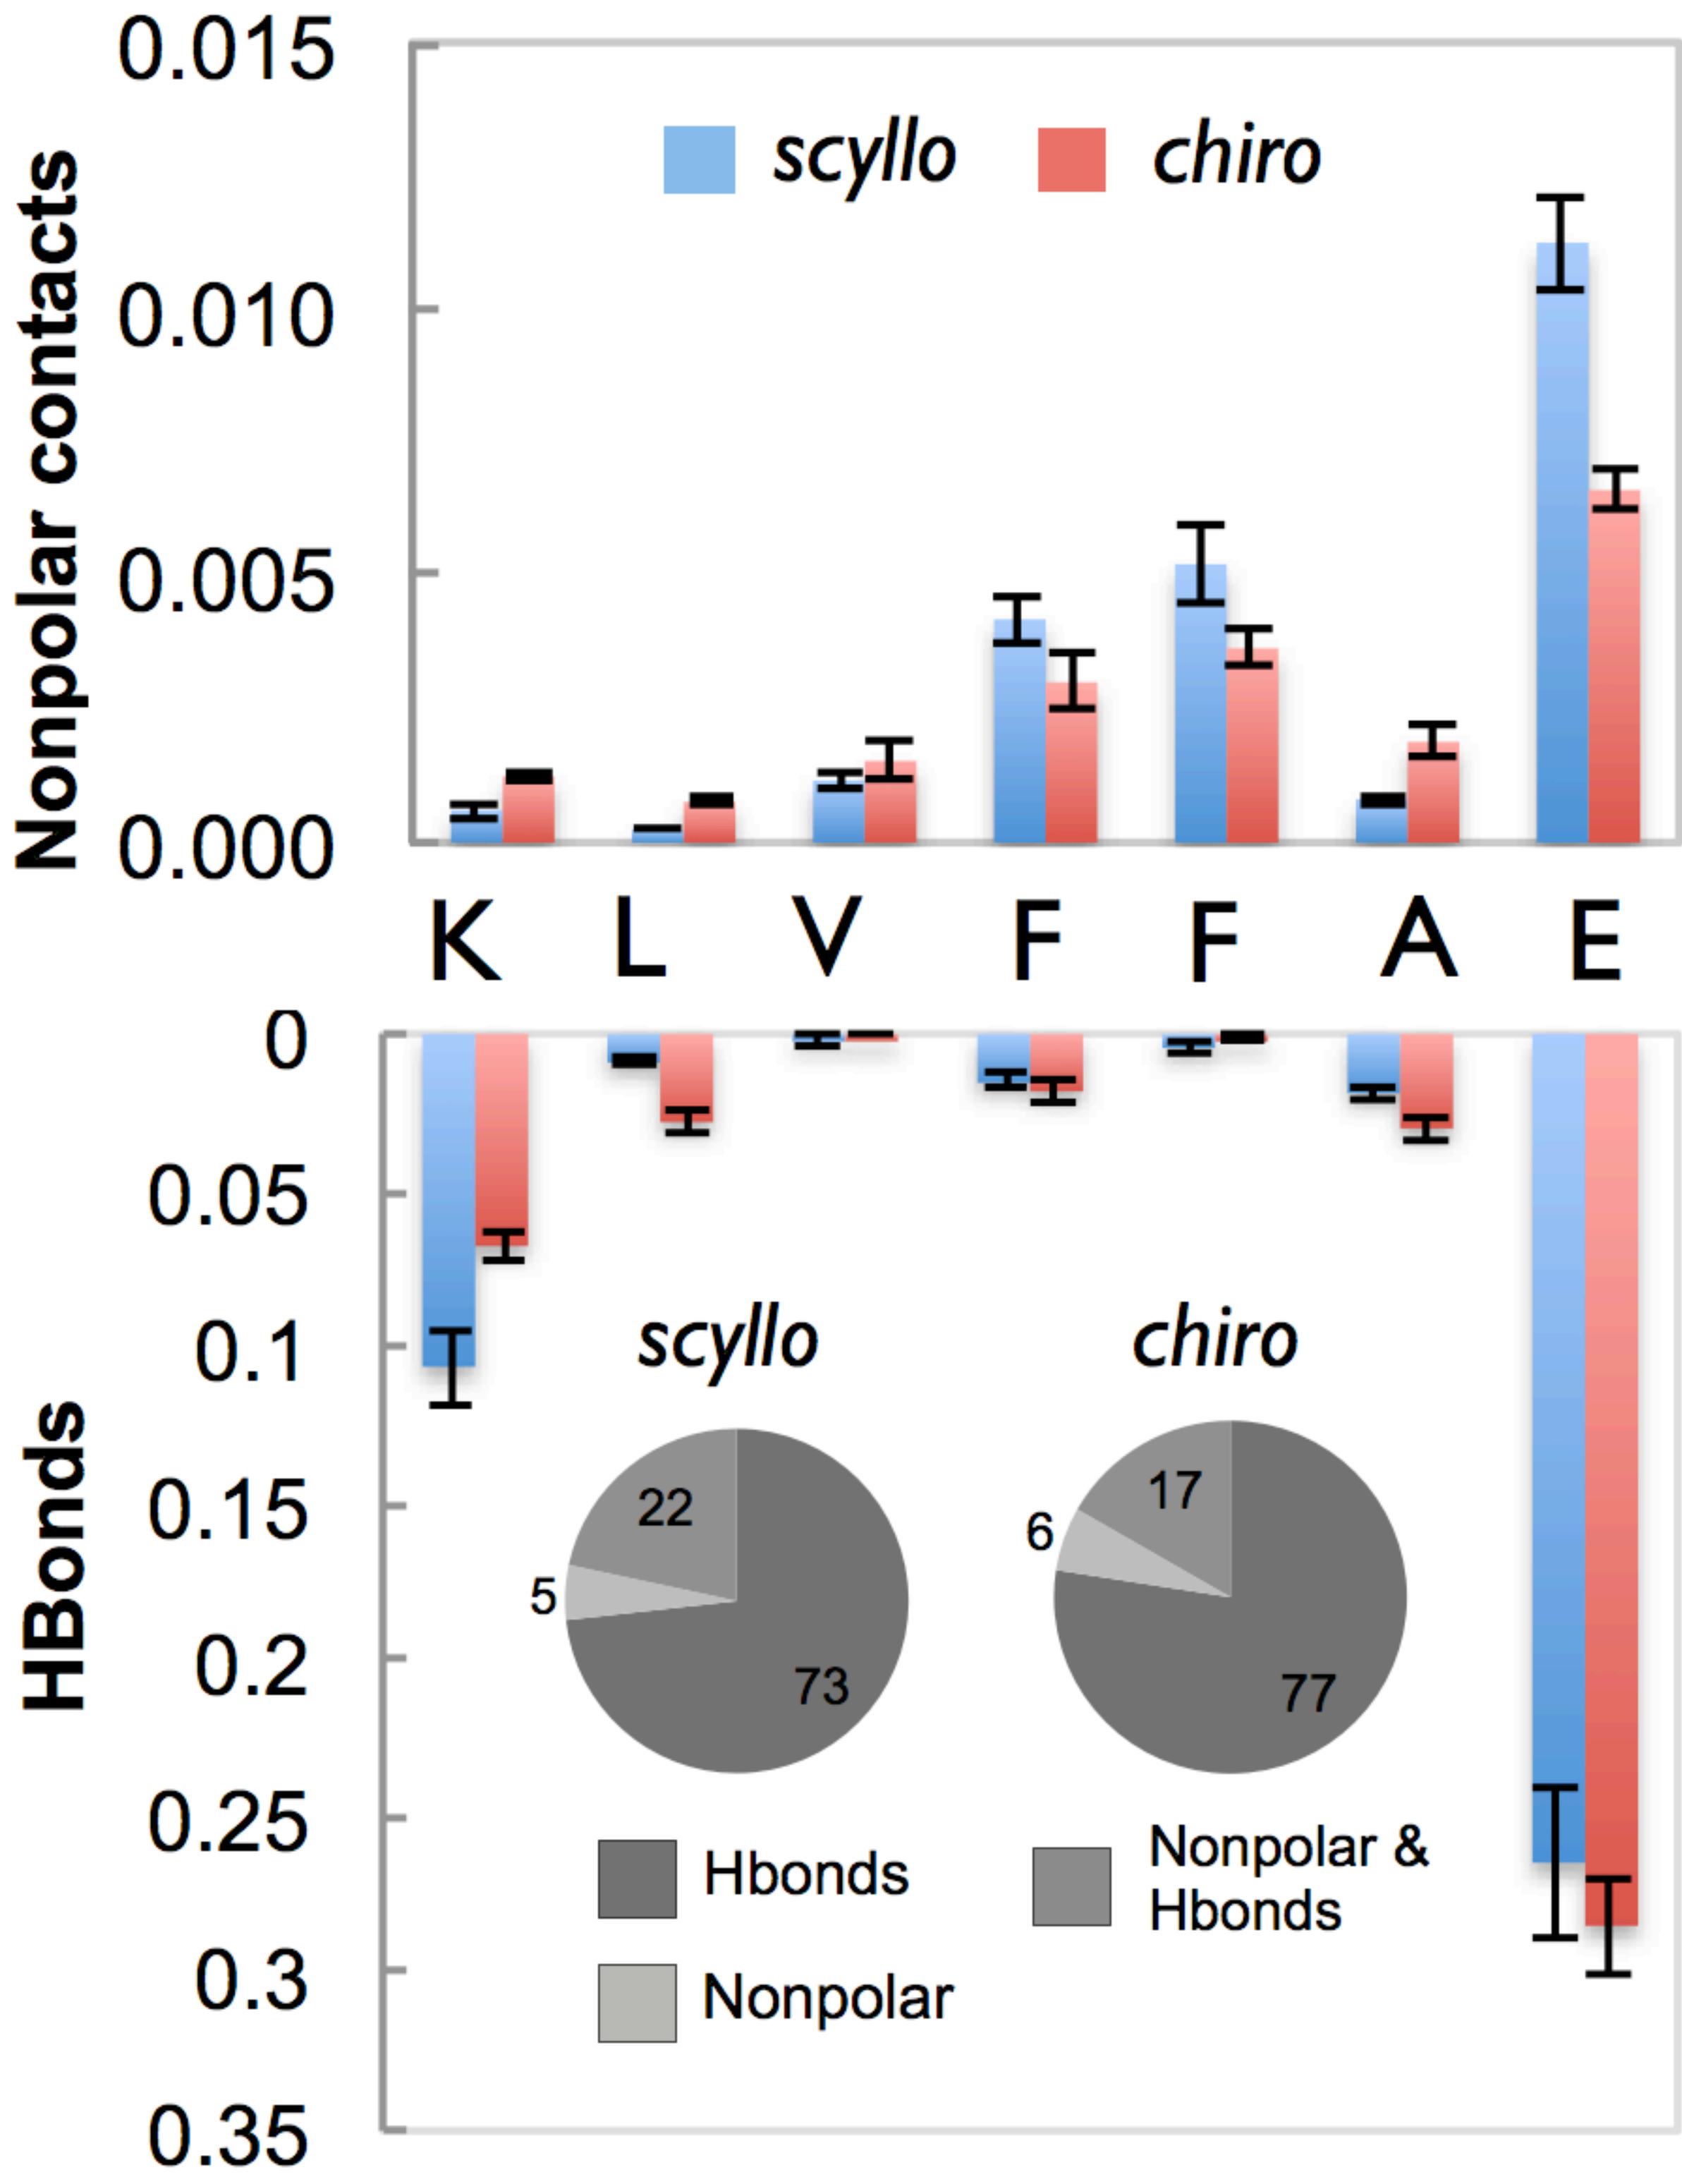 0.015
scyllo chiro
0.010
Nonpolar contacts
0.005
0.000
K L V F F A E
0
0.05
0.1
scyllo chiro
HBonds
0.15
22 17
5 6
0.2
73 77
0.25
Hbonds
Nonpolar &
Hbonds
0.3
Nonpolar
0.35